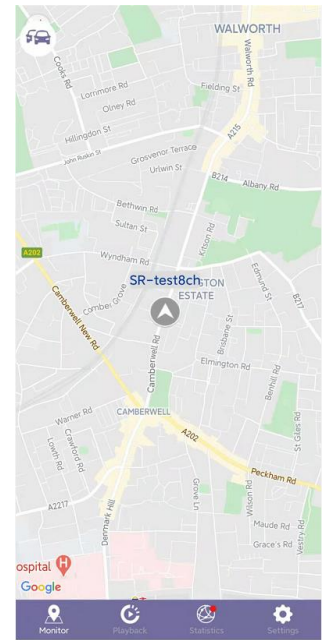 WALWORTH
Cooks Rd
Walworth Rd
Lorrimore Rd
Fielding St
Olney Rd
Hillingdon St
A215
John Ruskin St
Grosvenor Terrace
Urlwin St
B214
Albany Rd
Bethwin Rd
Sultan St
Kitson Rd
A202
Wyndham Rd
Edmund St
SR-test8ch
STON
ESTATE
B217
Comber Grove
Camberwell New Rd
Camberwell Rd
Brisbane St
Elmington Rd
Benhill Rd
CAMBERWELL
Warner Rd
St Giles Rd
Crawford Rd
Lowth Rd
A202
Peckham Rd
A2217
Denmark Hill
Grove Ln
Wilson Rd
Maude Rd
Vestry Rd
Grace's Rd
ospital
H
Google
Monitor
Playback
Statistics
Settings